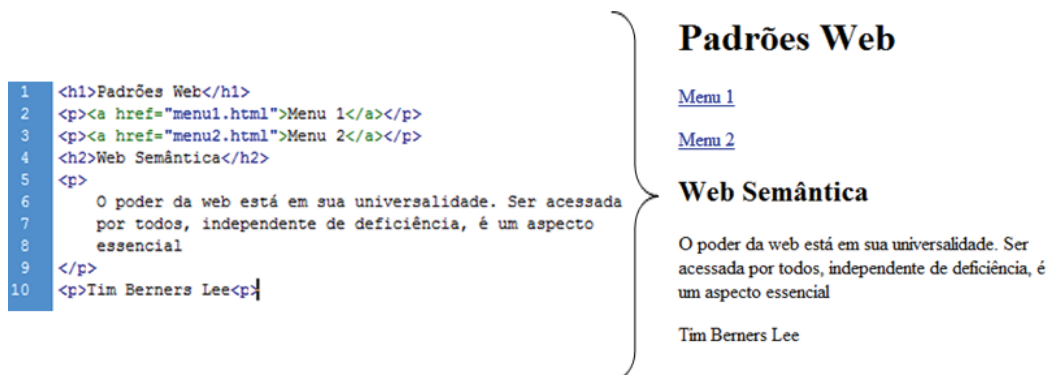 1 <h1>Padrões Web</h1>
2 <p><a href="menu1.html">Menu 1</a></p>
3 <p><a href="menu2.html">Menu 2</a></p>
4 <h2>Web Semântica</h2>
5 <p>
6 O poder da web está em sua universalidade. Ser acessada
7 por todos, independente de deficiência, é um aspecto
8 essencial
9 </p>
10 <p>Tim Berners Lee<p>
Padrões Web
Menu 1
Menu 2
Web Semântica
O poder da web está em sua universalidade. Ser
acessada por todos, independente de deficiência, é
um aspecto essencial
Tim Berners Lee